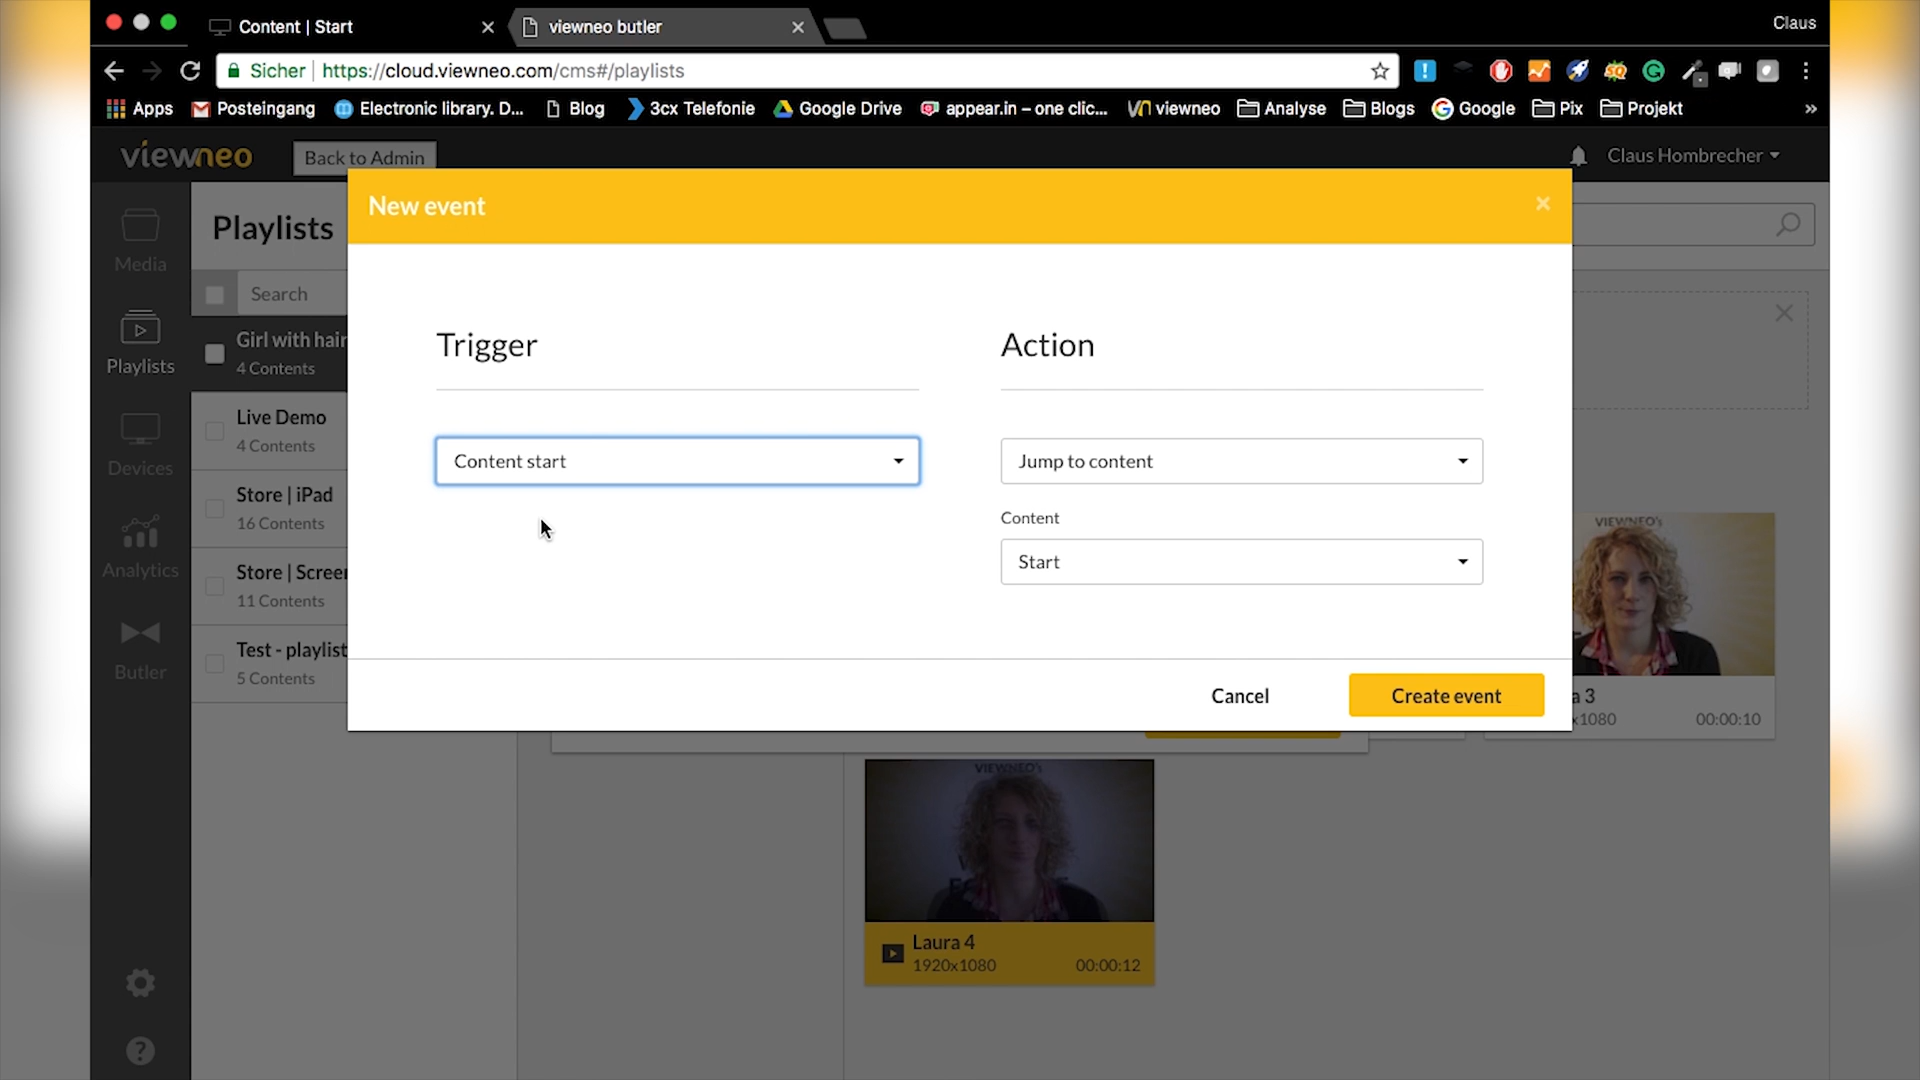 Content | Start
viewneo butler
Claus
Sicher https://cloud.viewneo.com/cms#/playlists
Apps Posteingang Electronic library. D... Blog 3cx Telefonie Google Drive appear.in – one clic... viewneo Analyse Blogs Google Pix Projekt »
viewneo Back to Admin Claus Hombrecher
New event
Playlists
Media
Search
Girl with hair
4 Contents
Playlists
Live Demo
4 Contents
Devices
Store | iPad
16 Contents
Store | Screen
11 Contents
Analytics
Test - playlist
5 Contents
Butler
Trigger
Content start
Action
Jump to content
Content
Start
Cancel
Create event
VIEWNEO's
a 3
x1080 00:00:10
VIEWNEO's
Laura 4
1920x1080 00:00:12